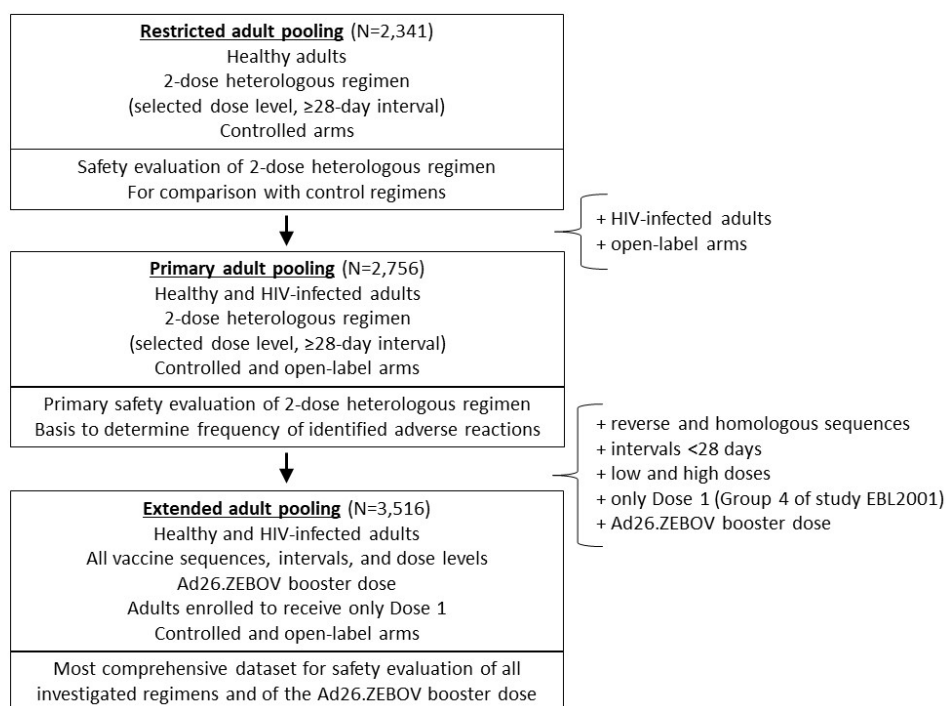 Restricted adult pooling (N=2,341)
Healthy adults
2-dose heterologous regimen
(selected dose level, ≥28-day interval)
Controlled arms
Safety evaluation of 2-dose heterologous regimen
For comparison with control regimens
+ HIV-infected adults
+ open-label arms
Primary adult pooling (N=2,756)
Healthy and HIV-infected adults
2-dose heterologous regimen
(selected dose level, ≥28-day interval)
Controlled and open-label arms
Primary safety evaluation of 2-dose heterologous regimen
Basis to determine frequency of identified adverse reactions
+ reverse and homologous sequences
+ intervals <28 days
+ low and high doses
+ only Dose 1 (Group 4 of study EBL2001)
+ Ad26.ZEBOV booster dose
Extended adult pooling (N=3,516)
Healthy and HIV-infected adults
All vaccine sequences, intervals, and dose levels
Ad26.ZEBOV booster dose
Adults enrolled to receive only Dose 1
Controlled and open-label arms
Most comprehensive dataset for safety evaluation of all
investigated regimens and of the Ad26.ZEBOV booster dose